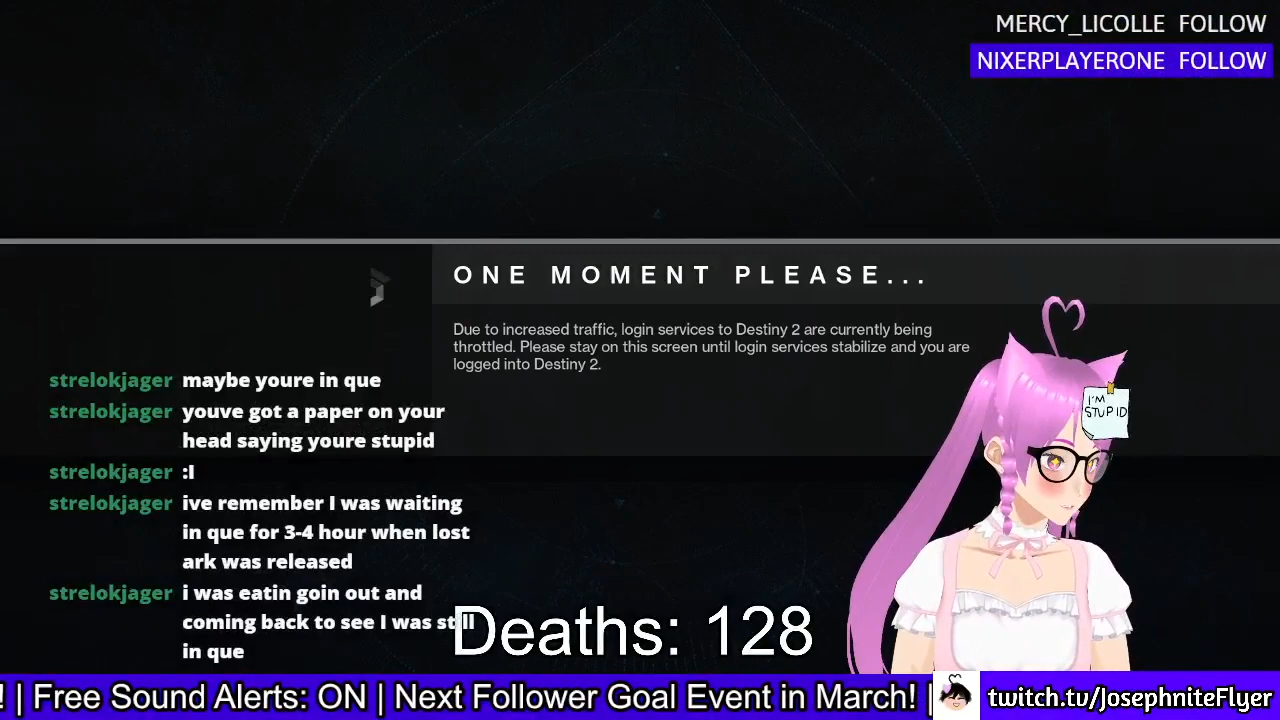 MERCY_LICOLLE FOLLOW
NIXERPLAYERONE FOLLOW
ONE MOMENT PLEASE...
Due to increased traffic, login services to Destiny 2 are currently being
throttled. Please stay on this screen until login services stabilize and you are
logged into Destiny 2.
strelokjager maybe youre in que
strelokjager youve got a paper on your
head saying youre stupid
strelokjager :I
strelokjager ive remember I was waiting
in que for 3-4 hour when lost
ark was released
strelokjager i was eatin goin out and
coming back to see I was still
in que
I'M
STUPID
Deaths: 128
! | Free Sound Alerts: ON | Next Follower Goal Event in March! |
twitch.tv/JosephniteFlyer